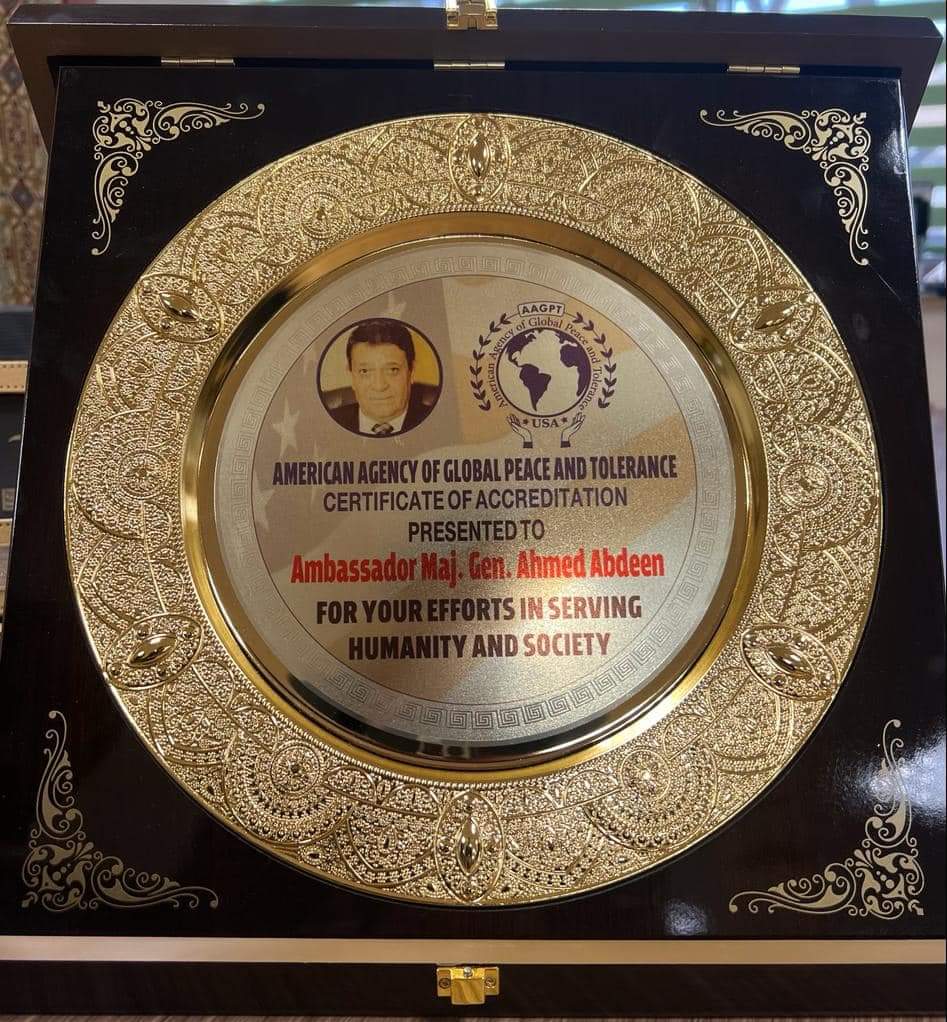 AAGPT
American Agency of Global Peace and Tolerance
USA
AMERICAN AGENCY OF GLOBAL PEACE AND TOLERANCE
CERTIFICATE OF ACCREDITATION
PRESENTED TO
Ambassador Maj. Gen. Ahmed Abdeen
FOR YOUR EFFORTS IN SERVING
HUMANITY AND SOCIETY